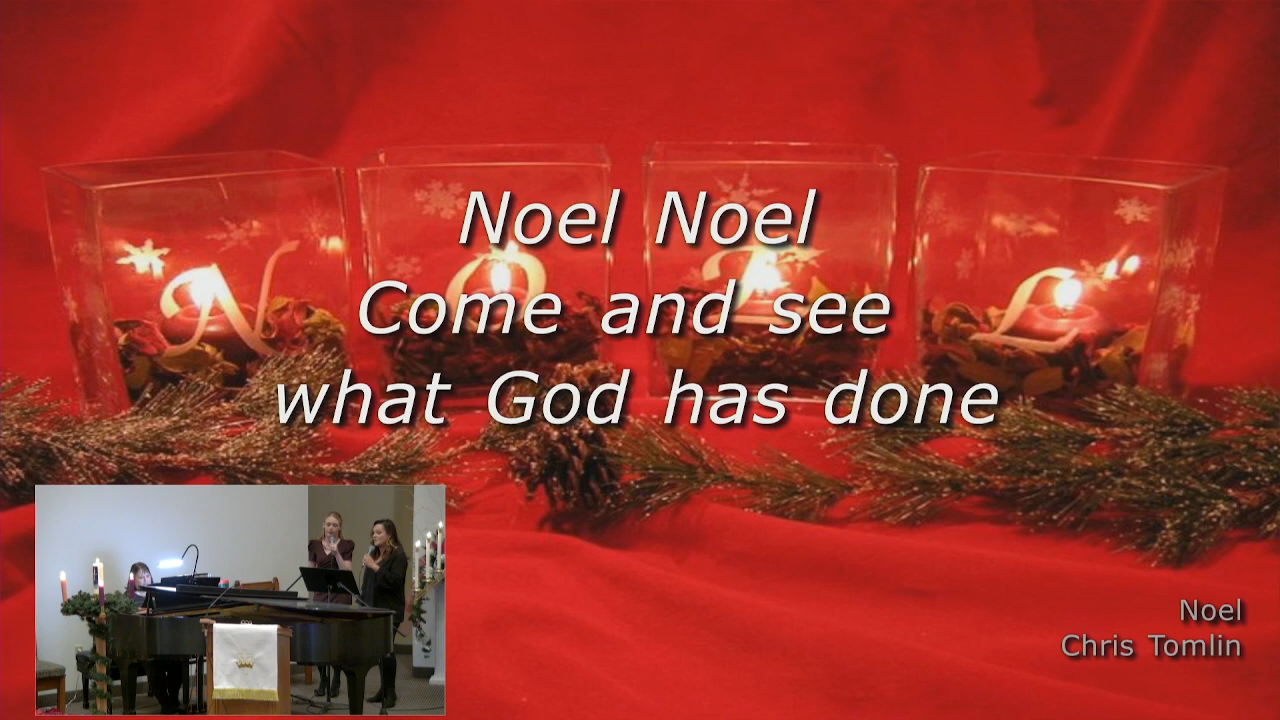 Noel Noel
Come and see
what God has done
N O E L
Noel
Chris Tomlin